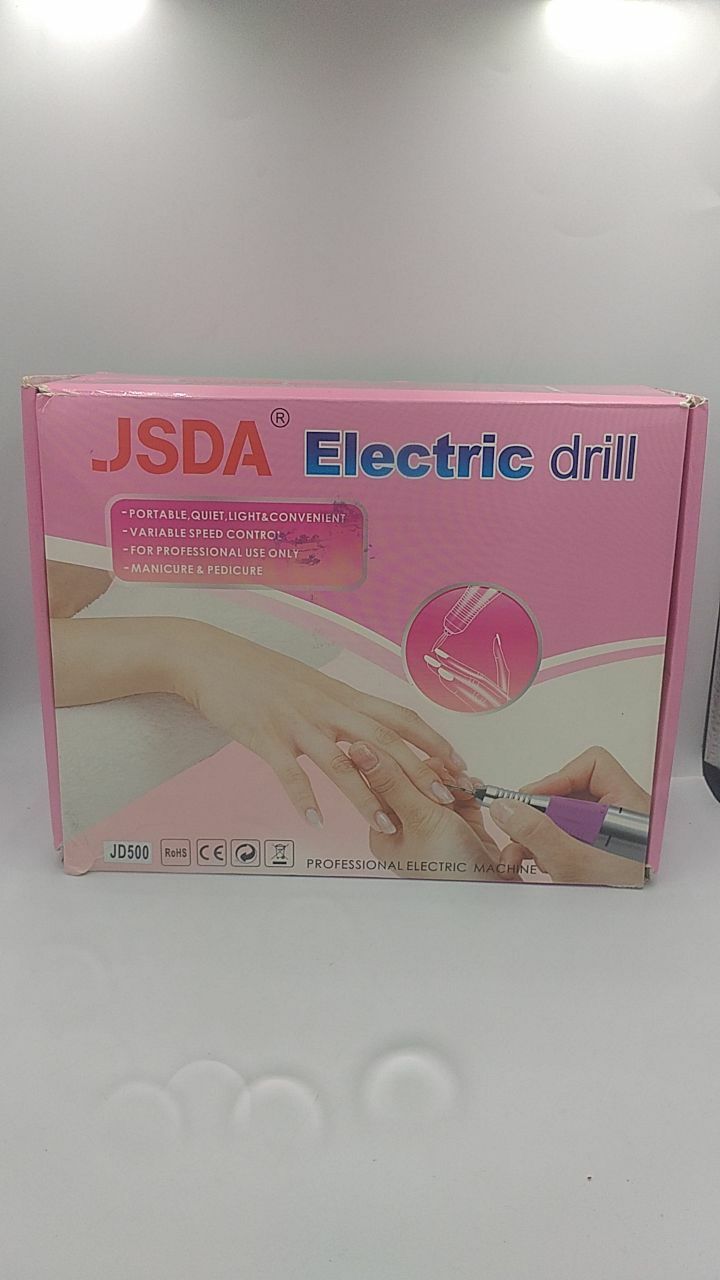 JSDA® Electric drill
-PORTABLE,QUIET,LIGHT&CONVENIENT
-VARIABLE SPEED CONTROL
-FOR PROFESSIONAL USE ONLY
-MANICURE & PEDICURE
JD500 RoHS CE PROFESSIONAL ELECTRIC MACHINE